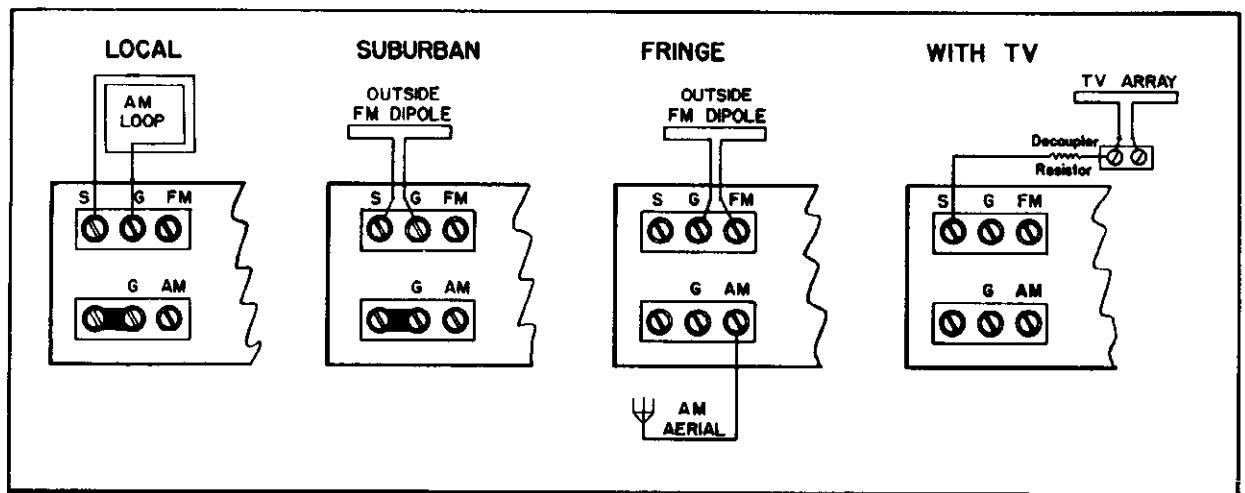 LOCAL
AM
LOOP
S G FM
G AM
SUBURBAN
OUTSIDE
FM DIPOLE
S G FM
G AM
FRINGE
OUTSIDE
FM DIPOLE
S G FM
G AM
AM
AERIAL
WITH TV
TV ARRAY
Decoupler
Resistor
S G FM
G AM